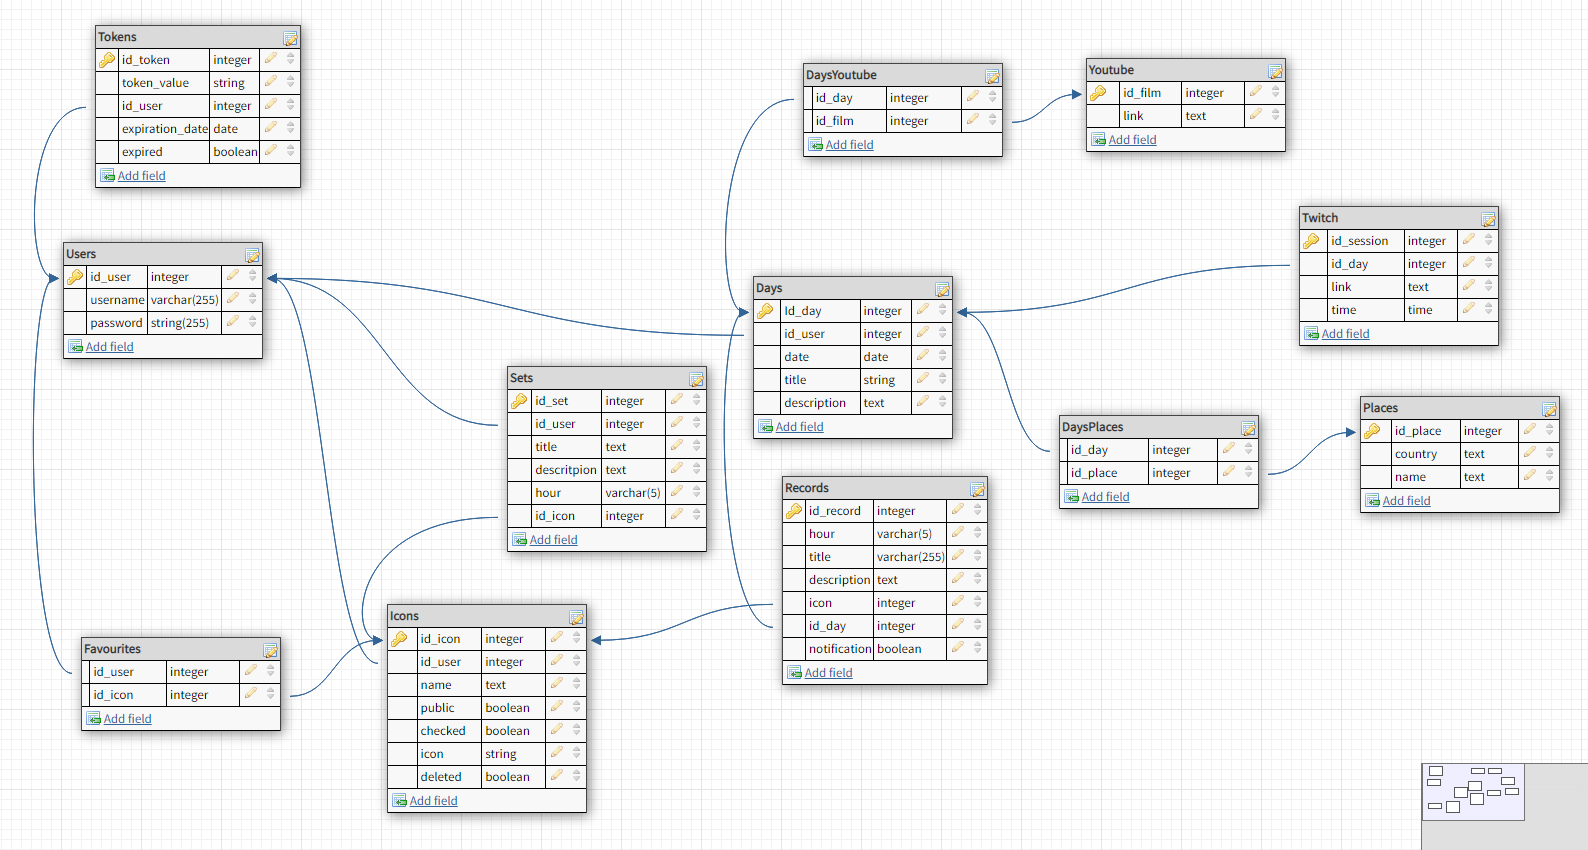 Tokens
id_token integer
token_value string
id_user integer
expiration_date date
expired boolean
Add field
DaysYoutube
id_day integer
id_film integer
Add field
Youtube
id_film integer
link text
Add field
Users
id_user integer
username varchar(255)
password string(255)
Add field
Twitch
id_session integer
id_day integer
link text
time time
Add field
Days
Id_day integer
id_user integer
date date
title string
description text
Add field
Sets
id_set integer
id_user integer
title text
descritpion text
hour varchar(5)
id_icon integer
Add field
DaysPlaces
id_day integer
id_place integer
Add field
Places
id_place integer
country text
name text
Add field
Records
id_record integer
hour varchar(5)
title varchar(255)
description text
icon integer
id_day integer
notification boolean
Add field
Favourites
id_user integer
id_icon integer
Add field
Icons
id_icon integer
id_user integer
name text
public boolean
checked boolean
icon string
deleted boolean
Add field